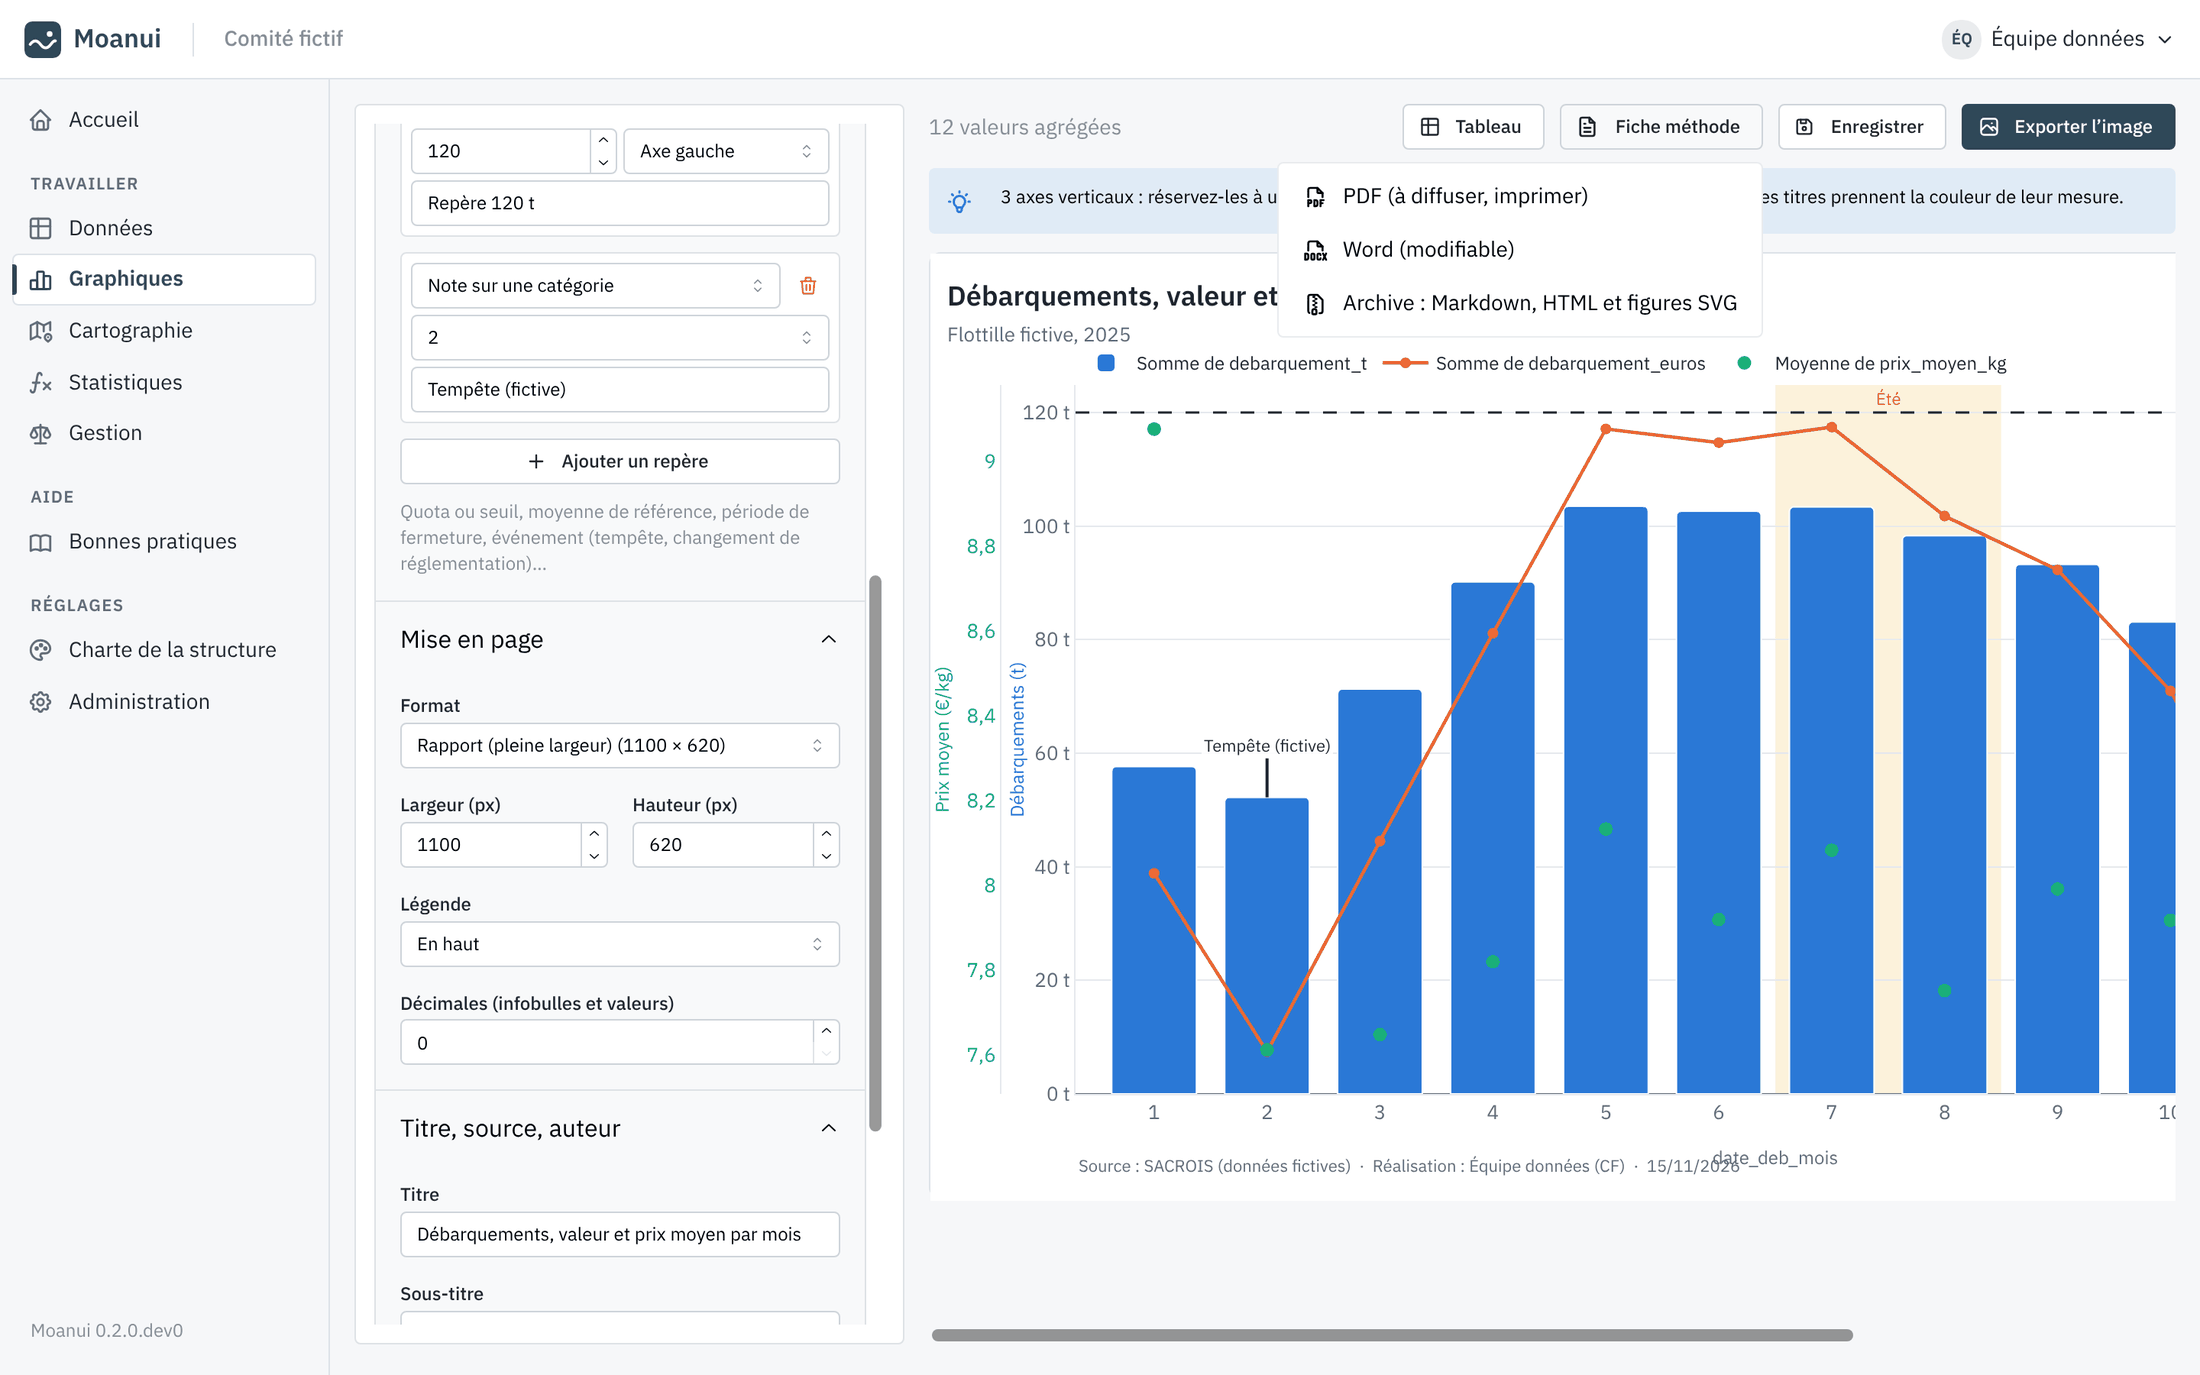 Moanui
Comité fictif
ÉQ
Équipe données
Accueil
TRAVAILLER
Données
Graphiques
Cartographie
Statistiques
Gestion
AIDE
Bonnes pratiques
RÉGLAGES
Charte de la structure
Administration
Moanui 0.2.0.dev0
120
Axe gauche
Repère 120 t
Note sur une catégorie
2
Tempête (fictive)
Ajouter un repère
Quota ou seuil, moyenne de référence, période de
fermeture, événement (tempête, changement de
réglementation)...
Mise en page
Format
Rapport (pleine largeur) (1100 × 620)
Largeur (px)
Hauteur (px)
1100
620
Légende
En haut
Décimales (infobulles et valeurs)
0
Titre, source, auteur
Titre
Débarquements, valeur et prix moyen par mois
Sous-titre
12 valeurs agrégées
Tableau
Fiche méthode
Enregistrer
Exporter l’image
3 axes verticaux : réservez-les à u
es titres prennent la couleur de leur mesure.
PDF
PDF (à diffuser, imprimer)
DOCX
Word (modifiable)
Archive : Markdown, HTML et figures SVG
Débarquements, valeur et
Flottille fictive, 2025
Somme de debarquement_t
Somme de debarquement_euros
Moyenne de prix_moyen_kg
Été
Tempête (fictive)
Prix moyen (€/kg)
9
8,8
8,6
8,4
8,2
8
7,8
7,6
Débarquements (t)
120 t
100 t
80 t
60 t
40 t
20 t
0 t
1 2 3 4 5 6 7 8 9 10
date_deb_mois
Source : SACROIS (données fictives) · Réalisation : Équipe données (CF) · 15/11/2026